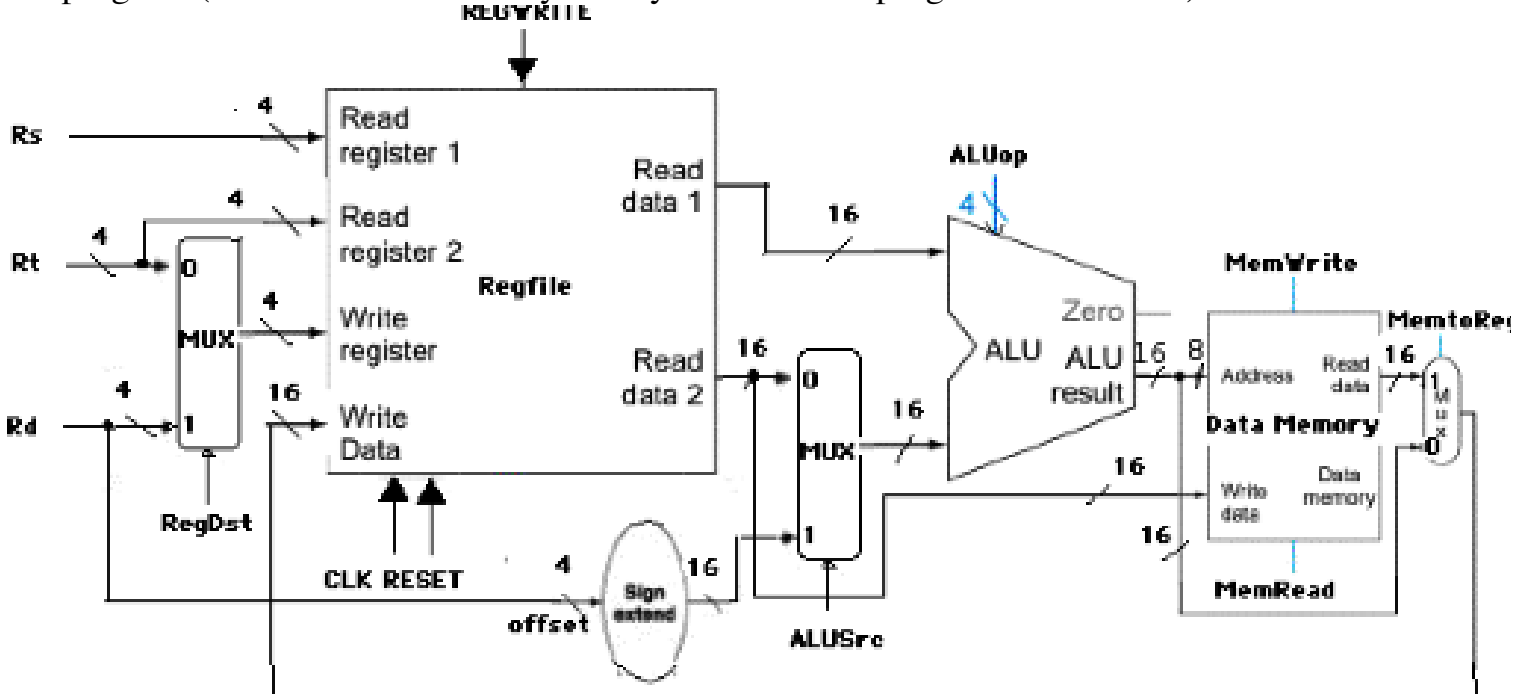 REGWRITE
Rs
4
Read
register 1
Read
data 1
ALUop
4
16
4
Read
register 2
Rt
4
0
Regfile
MemWrite
4
MUX
Write
register
Zero
MemtoReg
ALU
ALU
result
16
8
Address
Read
data
16
1
Mux
0
Read
data 2
16
0
16
MUX
1
Rd
4
1
16
Write
Data
Data Memory
16
Write
data
Data
memory
16
RegDst
CLK RESET
4
offset
Sign
extend
16
ALUSrc
MemRead